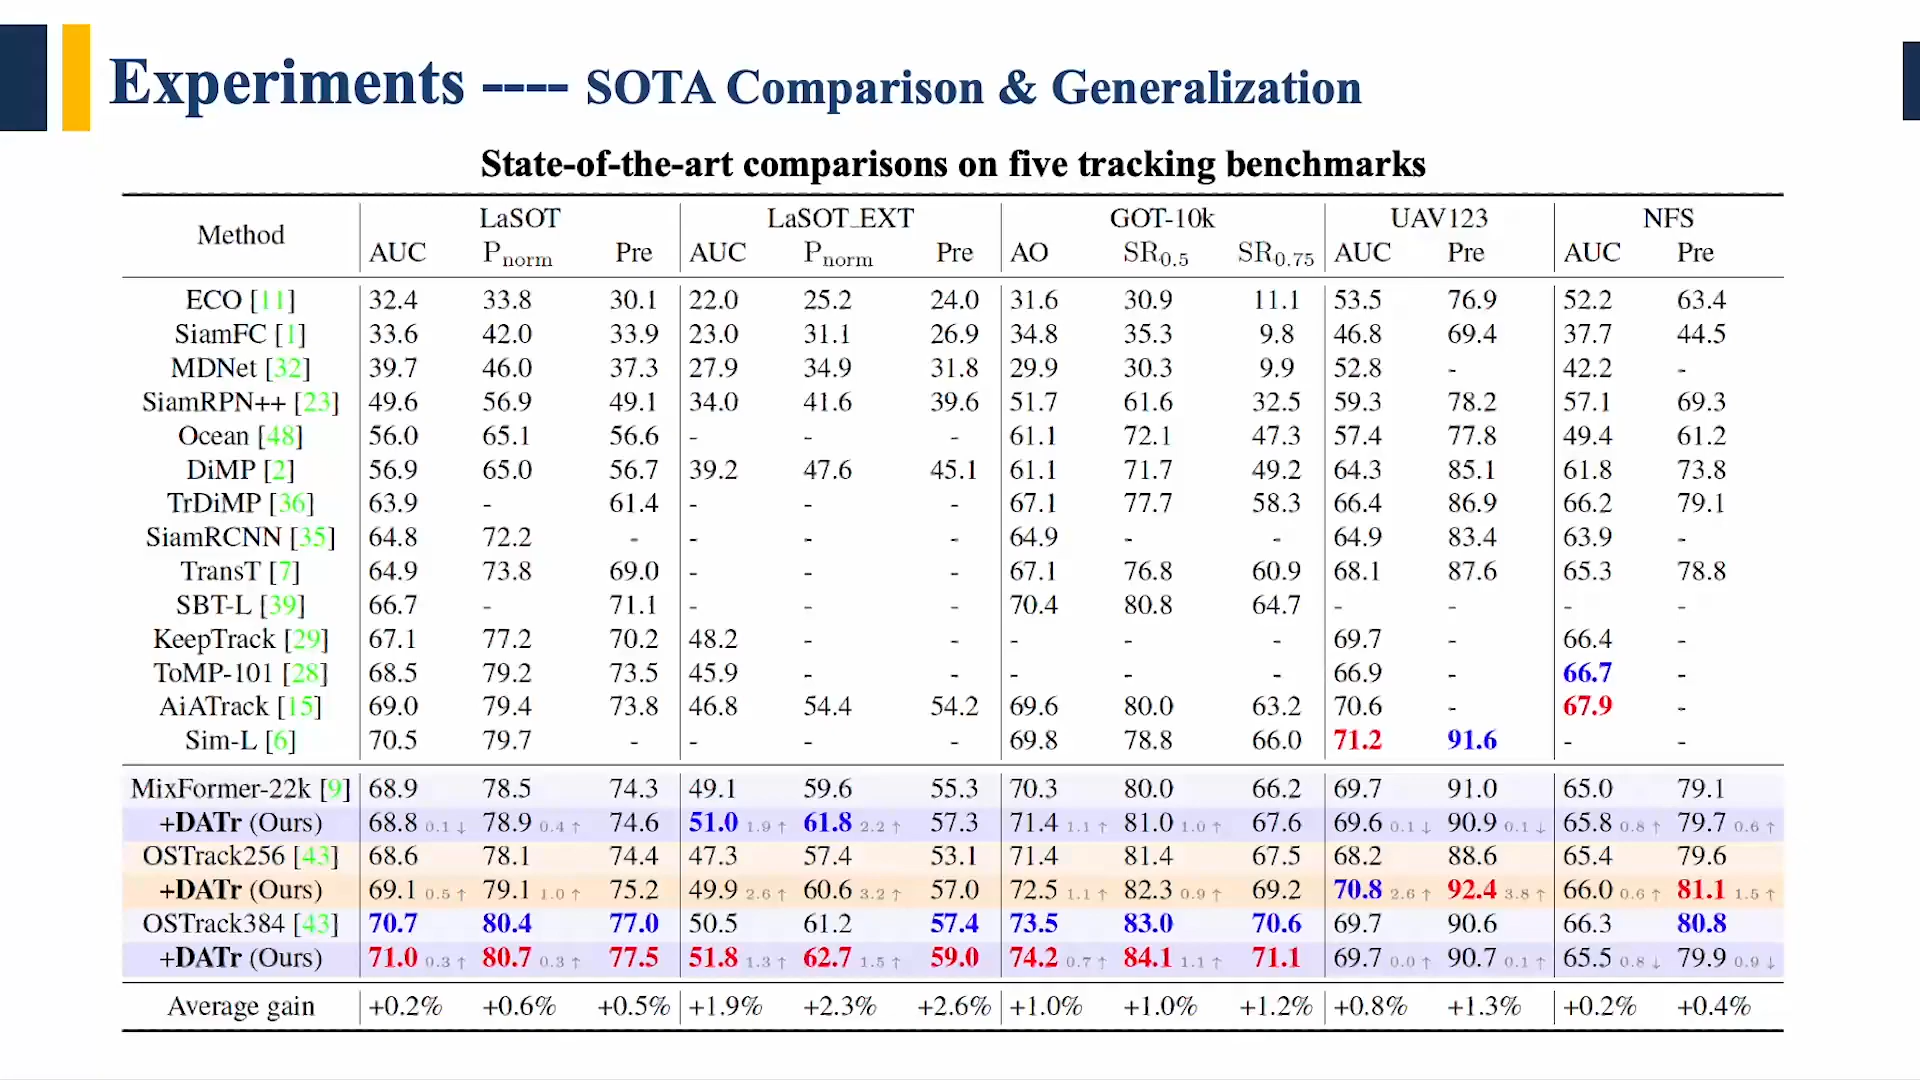 Experiments ---- SOTA Comparison & Generalization
State-of-the-art comparisons on five tracking benchmarks
Method LaSOT LaSOT_EXT GOT-10k UAV123 NFS
AUC Pnorm Pre AUC Pnorm Pre AO SR0.5 SR0.75 AUC Pre AUC Pre
ECO [11] 32.4 33.8 30.1 22.0 25.2 24.0 31.6 30.9 11.1 53.5 76.9 52.2 63.4
SiamFC [1] 33.6 42.0 33.9 23.0 31.1 26.9 34.8 35.3 9.8 46.8 69.4 37.7 44.5
MDNet [32] 39.7 46.0 37.3 27.9 34.9 31.8 29.9 30.3 9.9 52.8 - 42.2 -
SiamRPN++ [23] 49.6 56.9 49.1 34.0 41.6 39.6 51.7 61.6 32.5 59.3 78.2 57.1 69.3
Ocean [48] 56.0 65.1 56.6 - - - 61.1 72.1 47.3 57.4 77.8 49.4 61.2
DiMP [2] 56.9 65.0 56.7 39.2 47.6 45.1 61.1 71.7 49.2 64.3 85.1 61.8 73.8
TrDiMP [36] 63.9 - 61.4 - - - 67.1 77.7 58.3 66.4 86.9 66.2 79.1
SiamRCNN [35] 64.8 72.2 - - - - 64.9 - - 64.9 83.4 63.9 -
TransT [7] 64.9 73.8 69.0 - - - 67.1 76.8 60.9 68.1 87.6 65.3 78.8
SBT-L [39] 66.7 - 71.1 - - - 70.4 80.8 64.7 - - - -
KeepTrack [29] 67.1 77.2 70.2 48.2 - - - - - 69.7 - 66.4 -
ToMP-101 [28] 68.5 79.2 73.5 45.9 - - - - - 66.9 - 66.7 -
AiATrack [15] 69.0 79.4 73.8 46.8 54.4 54.2 69.6 80.0 63.2 70.6 - 67.9 -
Sim-L [6] 70.5 79.7 - - - - 69.8 78.8 66.0 71.2 91.6 - -
MixFormer-22k [9] 68.9 78.5 74.3 49.1 59.6 55.3 70.3 80.0 66.2 69.7 91.0 65.0 79.1
+DATr (Ours) 68.8 0.1 ↓ 78.9 0.4 ↑ 74.6 51.0 1.9 ↑ 61.8 2.2 ↑ 57.3 71.4 1.1 ↑ 81.0 1.0 ↑ 67.6 69.6 0.1 ↓ 90.9 0.1 ↓ 65.8 0.8 ↑ 79.7 0.6 ↑
OSTrack256 [43] 68.6 78.1 74.4 47.3 57.4 53.1 71.4 81.4 67.5 68.2 88.6 65.4 79.6
+DATr (Ours) 69.1 0.5 ↑ 79.1 1.0 ↑ 75.2 49.9 2.6 ↑ 60.6 3.2 ↑ 57.0 72.5 1.1 ↑ 82.3 0.9 ↑ 69.2 70.8 2.6 ↑ 92.4 3.8 ↑ 66.0 0.6 ↑ 81.1 1.5 ↑
OSTrack384 [43] 70.7 80.4 77.0 50.5 61.2 57.4 73.5 83.0 70.6 69.7 90.6 66.3 80.8
+DATr (Ours) 71.0 0.3 ↑ 80.7 0.3 ↑ 77.5 51.8 1.3 ↑ 62.7 1.5 ↑ 59.0 74.2 0.7 ↑ 84.1 1.1 ↑ 71.1 69.7 0.0 ↑ 90.7 0.1 ↑ 65.5 0.8 ↓ 79.9 0.9 ↓
Average gain +0.2% +0.6% +0.5% +1.9% +2.3% +2.6% +1.0% +1.0% +1.2% +0.8% +1.3% +0.2% +0.4%